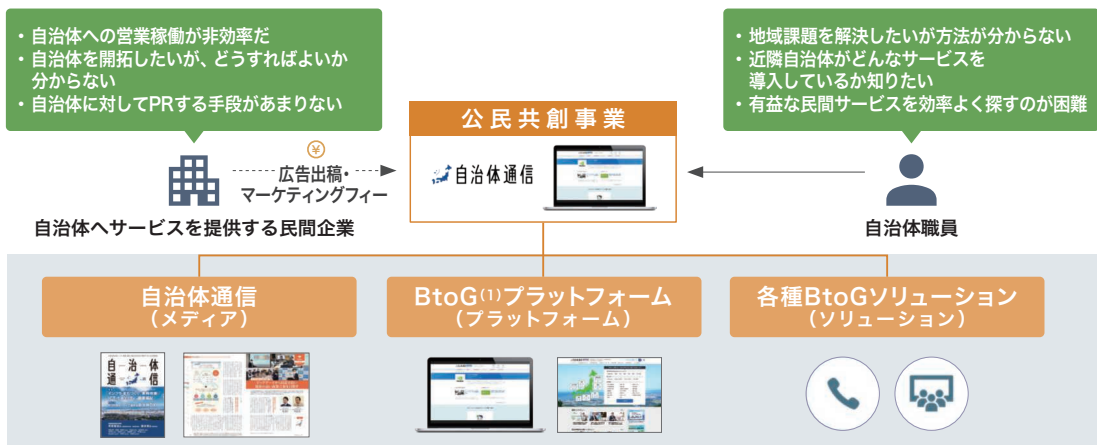 ・自治体への営業稼働が非効率だ
・自治体を開拓したいが、どうすればよいか
分からない
・自治体に対してPRする手段があまりない
・地域課題を解決したいが方法が分からない
・近隣自治体がどんなサービスを
導入しているか知りたい
・有益な民間サービスを効率よく探すのが困難
公民共創事業
¥
広告出稿・
マーケティングフィー
自治体通信
自治体へサービスを提供する民間企業
自治体職員
自治体通信
（メディア）
BtoG(1)プラットフォーム
（プラットフォーム）
各種BtoGソリューション
（ソリューション）
自治体
通信